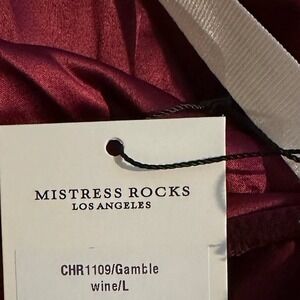 MISTRESS ROCKS
LOS ANGELES
CHR1109/Gamble
wine/L